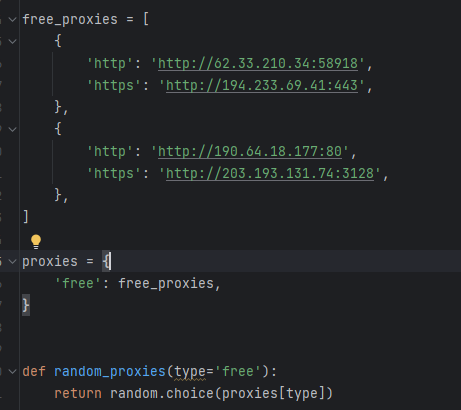 free_proxies = [
    {
        'http': 'http://62.33.210.34:58918',
        'https': 'http://194.233.69.41:443',
    },
    {
        'http': 'http://190.64.18.177:80',
        'https': 'http://203.193.131.74:3128',
    },
]
proxies = {
    'free': free_proxies,
}
def random_proxies(type='free'):
    return random.choice(proxies[type])